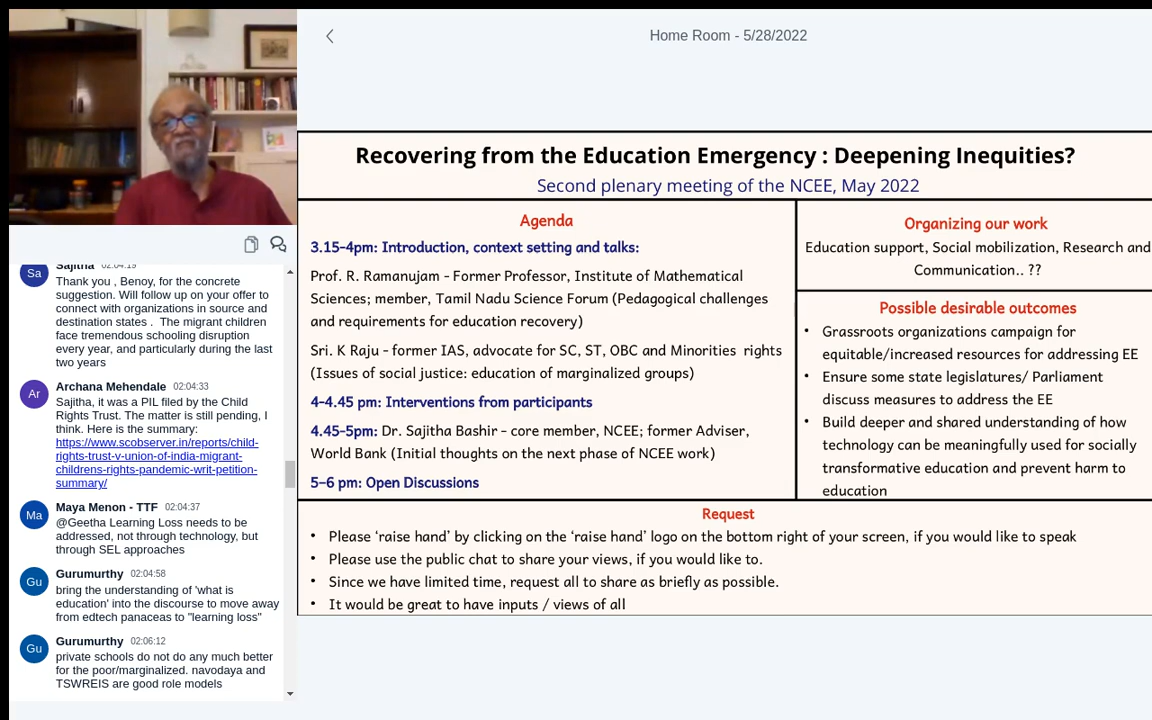 Home Room - 5/28/2022
Sa
Sajitha 02:04:19
Thank you , Benoy, for the concrete
suggestion. Will follow up on your offer to
connect with organizations in source and
destination states . The migrant children
face tremendous schooling disruption
every year, and particularly during the last
two years
Ar
Archana Mehendale 02:04:33
Sajitha, it was a PIL filed by the Child
Rights Trust. The matter is still pending, I
think. Here is the summary:
https://www.scobserver.in/reports/child-
rights-trust-v-union-of-india-migrant-
childrens-rights-pandemic-writ-petition-
summary/
Ma
Maya Menon - TTF 02:04:37
@Geetha Learning Loss needs to be
addressed, not through technology, but
through SEL approaches
Gu
Gurumurthy 02:04:58
bring the understanding of 'what is
education' into the discourse to move away
from edtech panaceas to "learning loss"
Gu
Gurumurthy 02:06:12
private schools do not do any much better
for the poor/marginalized. navodaya and
TSWREIS are good role models
Recovering from the Education Emergency : Deepening Inequities?
Second plenary meeting of the NCEE, May 2022
Agenda
3.15-4pm: Introduction, context setting and talks:
Prof. R. Ramanujam - Former Professor, Institute of Mathematical
Sciences; member, Tamil Nadu Science Forum (Pedagogical challenges
and requirements for education recovery)
Sri. K Raju - former IAS, advocate for SC, ST, OBC and Minorities rights
(Issues of social justice: education of marginalized groups)
4-4.45 pm: Interventions from participants
4.45-5pm: Dr. Sajitha Bashir - core member, NCEE; former Adviser,
World Bank (Initial thoughts on the next phase of NCEE work)
5-6 pm: Open Discussions
Organizing our work
Education support, Social mobilization, Research and
Communication.. ??
Possible desirable outcomes
• Grassroots organizations campaign for
equitable/increased resources for addressing EE
• Ensure some state legislatures/ Parliament
discuss measures to address the EE
• Build deeper and shared understanding of how
technology can be meaningfully used for socially
transformative education and prevent harm to
education
Request
• Please 'raise hand' by clicking on the 'raise hand' logo on the bottom right of your screen, if you would like to speak
• Please use the public chat to share your views, if you would like to.
• Since we have limited time, request all to share as briefly as possible.
• It would be great to have inputs / views of all